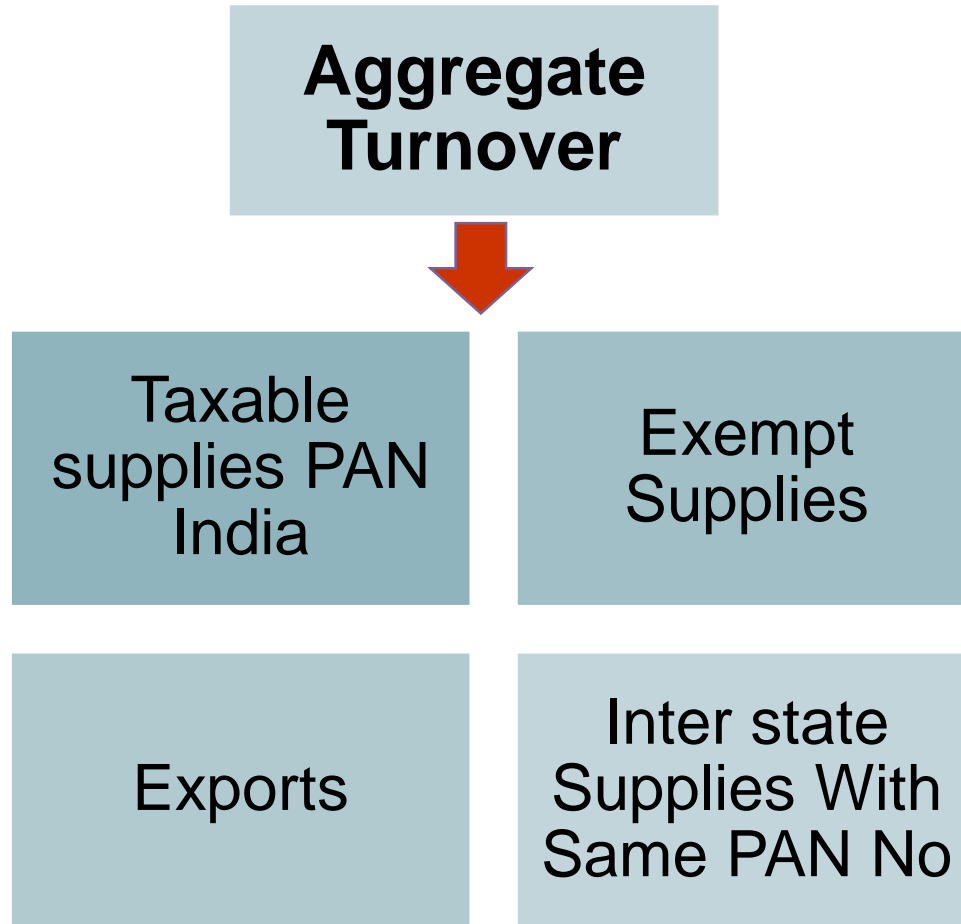 Aggregate
Turnover
Taxable
supplies PAN
India
Exempt
Supplies
Exports
Inter state
Supplies With
Same PAN No